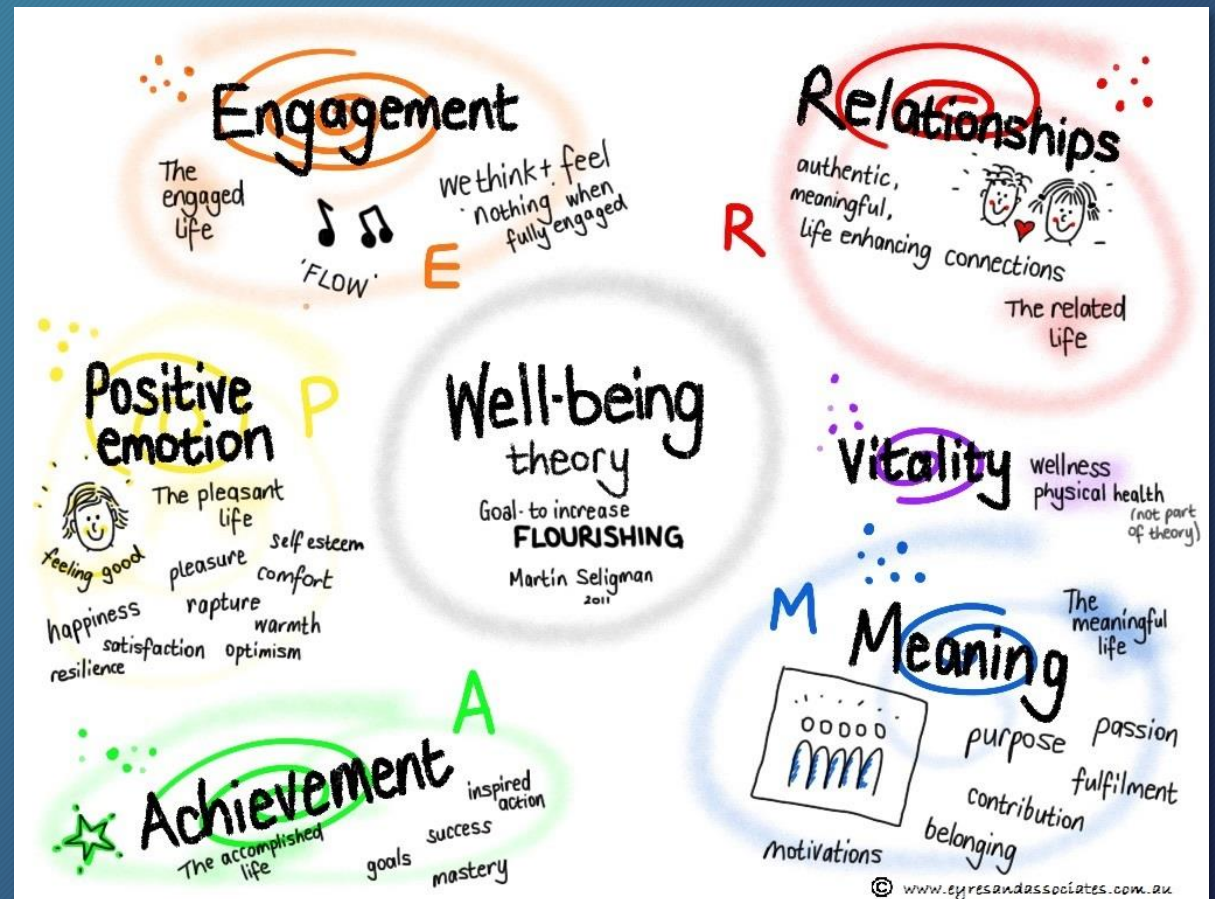 Engagement
The
engaged
life
'FLOW'
we think + feel
nothing when
fully engaged
E
Relationships
authentic,
meaningful,
life enhancing connections
R
The related
life
Positive
emotion
P
The pleasant
life
feeling good
pleasure
self esteem
comfort
happiness
rapture
warmth
satisfaction
optimism
resilience
Well-being
theory
Goal - to increase
FLOURISHING
Martin Seligman
2011
Vitality
wellness
physical health
(not part
of theory)
M
Meaning
The
meaningful
life
purpose
passion
fulfilment
contribution
belonging
motivations
A
Achievement
The accomplished
life
inspired
action
success
goals
mastery
© www.eyresandassociates.com.au